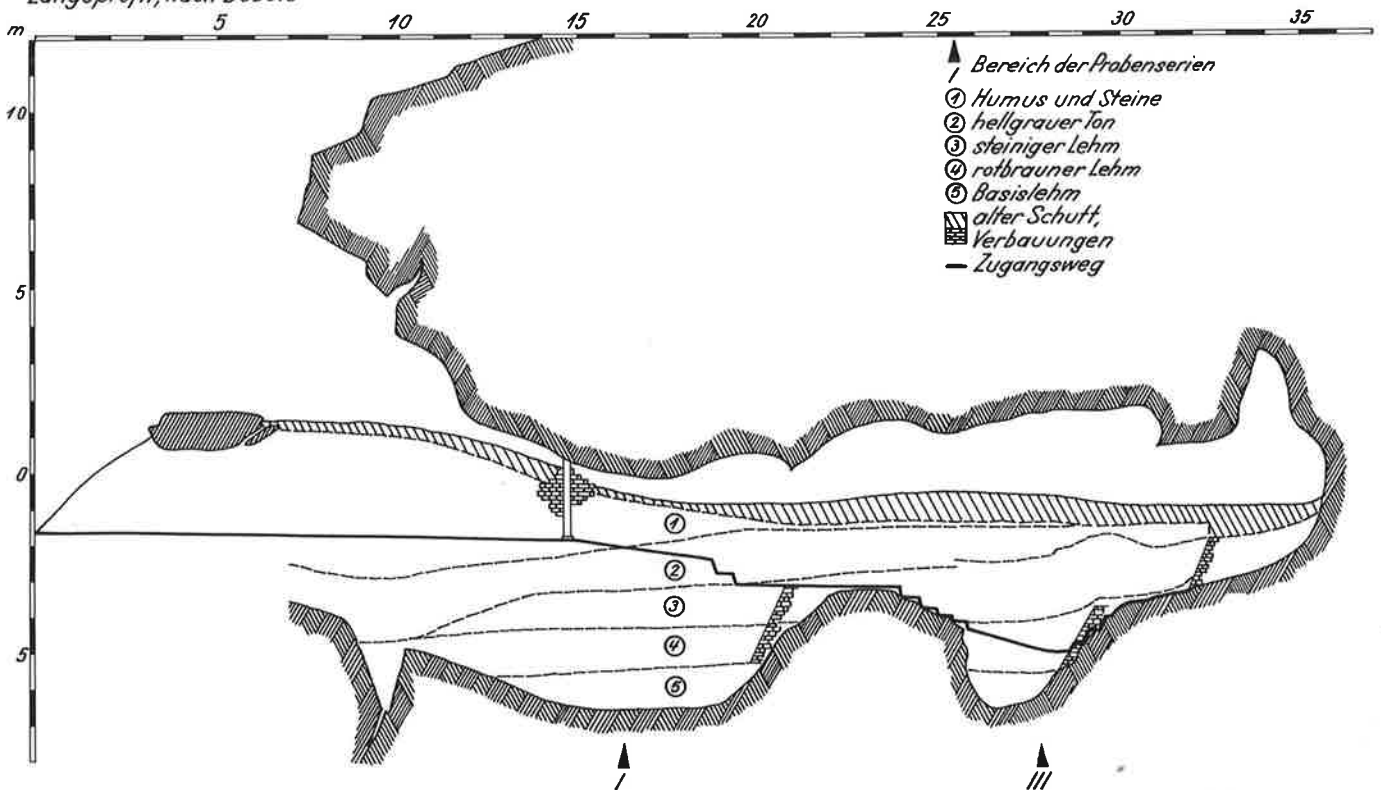 5 10 15 20 25 30 35
m
10
5
0
5
I Bereich der Probenserien
① Humus und Steine
② hellgrauer Ton
③ steiniger Lehm
④ rotbrauner Lehm
⑤ Basislehm
alter Schutt,
Verbauungen
Zugangsweg
①
②
③
④
⑤
I III